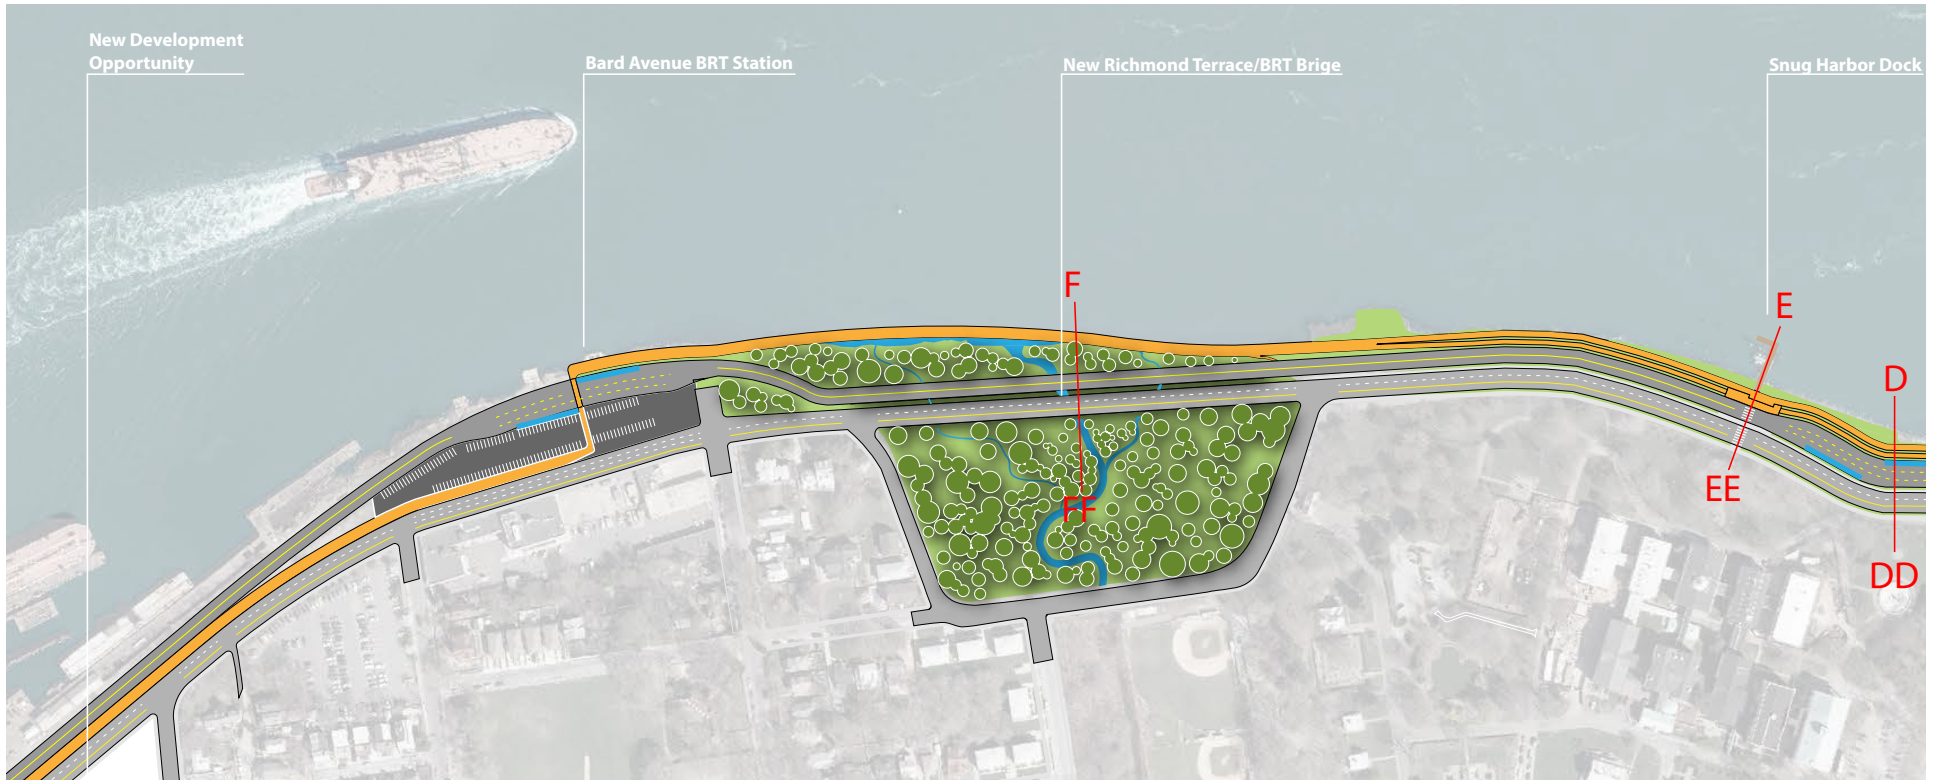 New Development
Opportunity
Bard Avenue BRT Station
New Richmond Terrace/BRT Brige
Snug Harbor Dock
F
E
D
EE
FF
DD